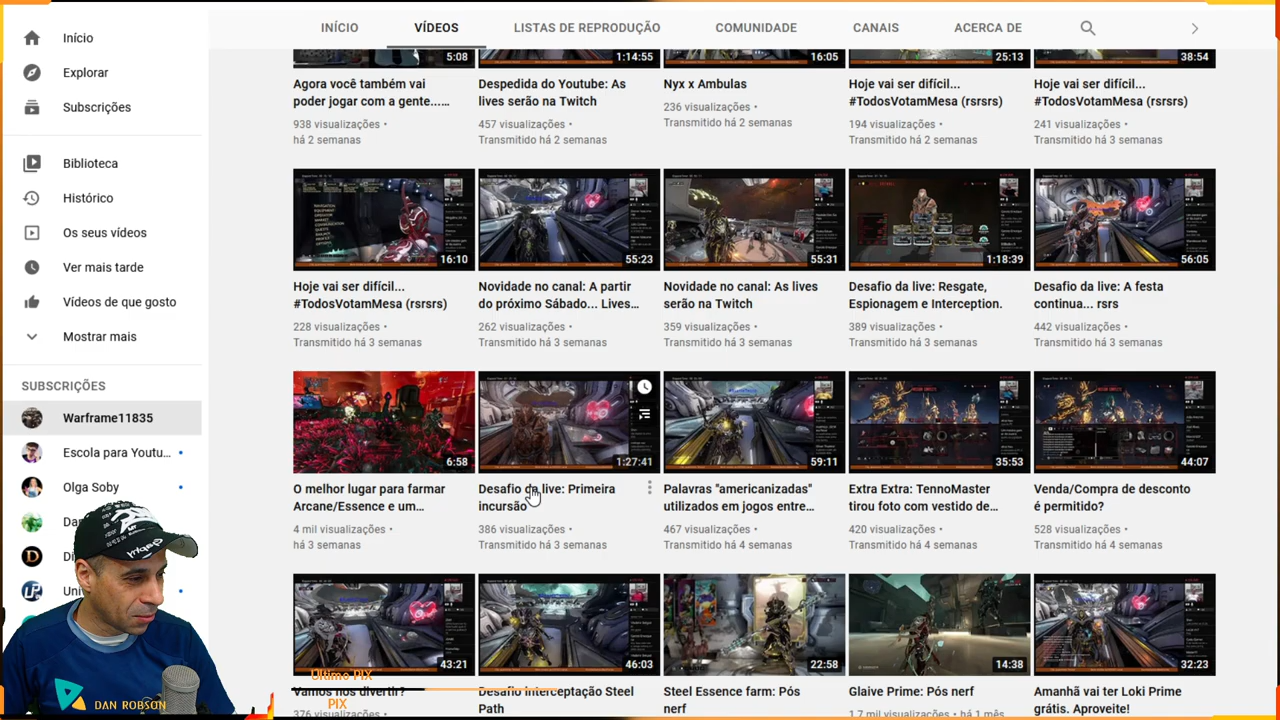 INÍCIO
VÍDEOS
LISTAS DE REPRODUÇÃO
COMUNIDADE
CANAIS
ACERCA DE
Início
Explorar
Subscrições
Biblioteca
Histórico
Os seus vídeos
Ver mais tarde
Vídeos de que gosto
Mostrar mais
SUBSCRIÇÕES
Warframe11835
Escola para Youtu...
Olga Soby
5:08
1:14:55
16:05
25:13
38:54
Agora você também vai
poder jogar com a gente......
938 visualizações •
há 2 semanas
Despedida do Youtube: As
lives serão na Twitch
457 visualizações •
Transmitido há 2 semanas
Nyx x Ambulas
236 visualizações •
Transmitido há 2 semanas
Hoje vai ser difícil...
#TodosVotamMesa (rsrsrs)
194 visualizações •
Transmitido há 2 semanas
Hoje vai ser difícil...
#TodosVotamMesa (rsrsrs)
241 visualizações •
Transmitido há 3 semanas
16:10
55:23
55:31
1:18:39
56:05
Hoje vai ser difícil...
#TodosVotamMesa (rsrsrs)
228 visualizações •
Transmitido há 3 semanas
Novidade no canal: A partir
do próximo Sábado... Lives...
262 visualizações •
Transmitido há 3 semanas
Novidade no canal: As lives
serão na Twitch
359 visualizações •
Transmitido há 3 semanas
Desafio da live: Resgate,
Espionagem e Interception.
389 visualizações •
Transmitido há 3 semanas
Desafio da live: A festa
continua... rsrs
442 visualizações •
Transmitido há 3 semanas
6:58
1:27:41
59:11
35:53
44:07
O melhor lugar para farmar
Arcane/Essence e um...
4 mil visualizações •
há 3 semanas
Desafio da live: Primeira
incursão
386 visualizações •
Transmitido há 3 semanas
Palavras "americanizadas"
utilizados em jogos entre...
467 visualizações •
Transmitido há 4 semanas
Extra Extra: TennoMaster
tirou foto com vestido de...
420 visualizações •
Transmitido há 4 semanas
Venda/Compra de desconto
é permitido?
528 visualizações •
Transmitido há 4 semanas
43:21
46:03
22:58
14:38
32:23
Vamos nos divertir?
376 visualizações •
Desafio Interceptação Steel
Path
Steel Essence farm: Pós
nerf
Glaive Prime: Pós nerf
1,7 mil visualizações • há 1 mês
Amanhã vai ter Loki Prime
grátis. Aproveite!
Último PIX
PIX
DAN ROBSON